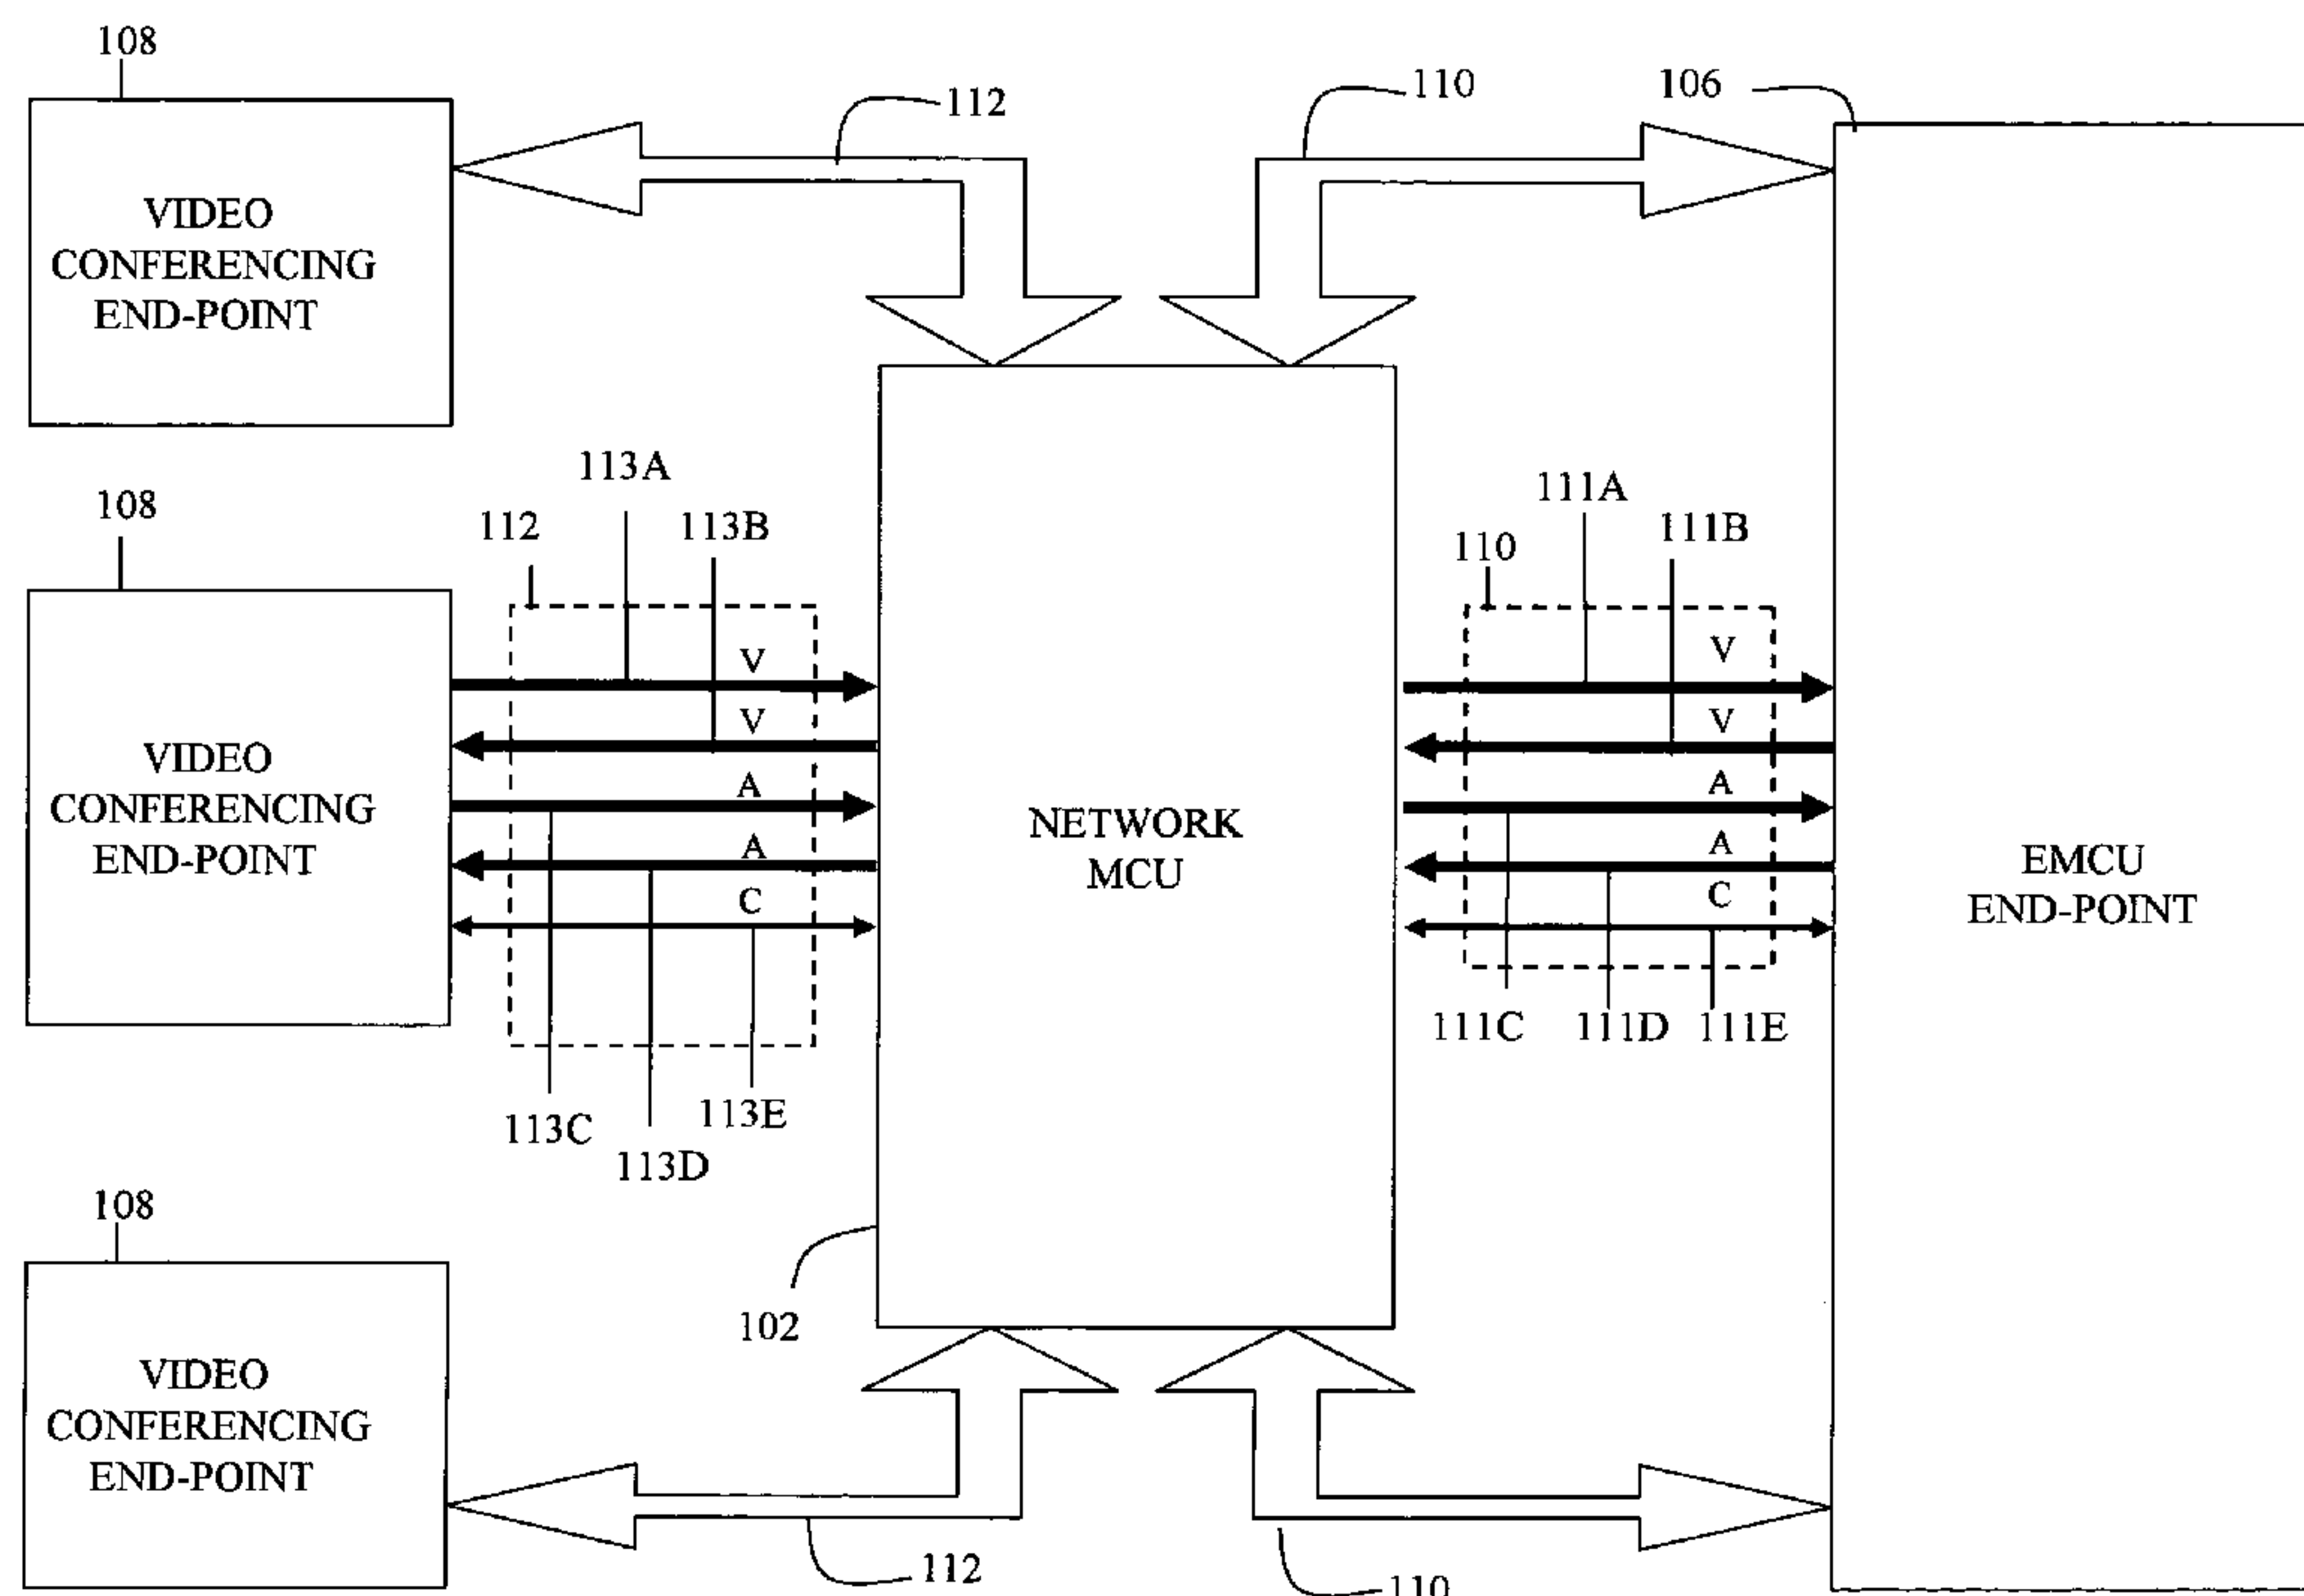 108
112
110
106
VIDEO
CONFERENCING
END-POINT
108
112
113A
113B
110
111A
111B
V
V
A
A
C
V
V
A
A
C
VIDEO
CONFERENCING
END-POINT
NETWORK
MCU
EMCU
END-POINT
113C
113D
113E
111C
111D
111E
108
102
VIDEO
CONFERENCING
END-POINT
112
110